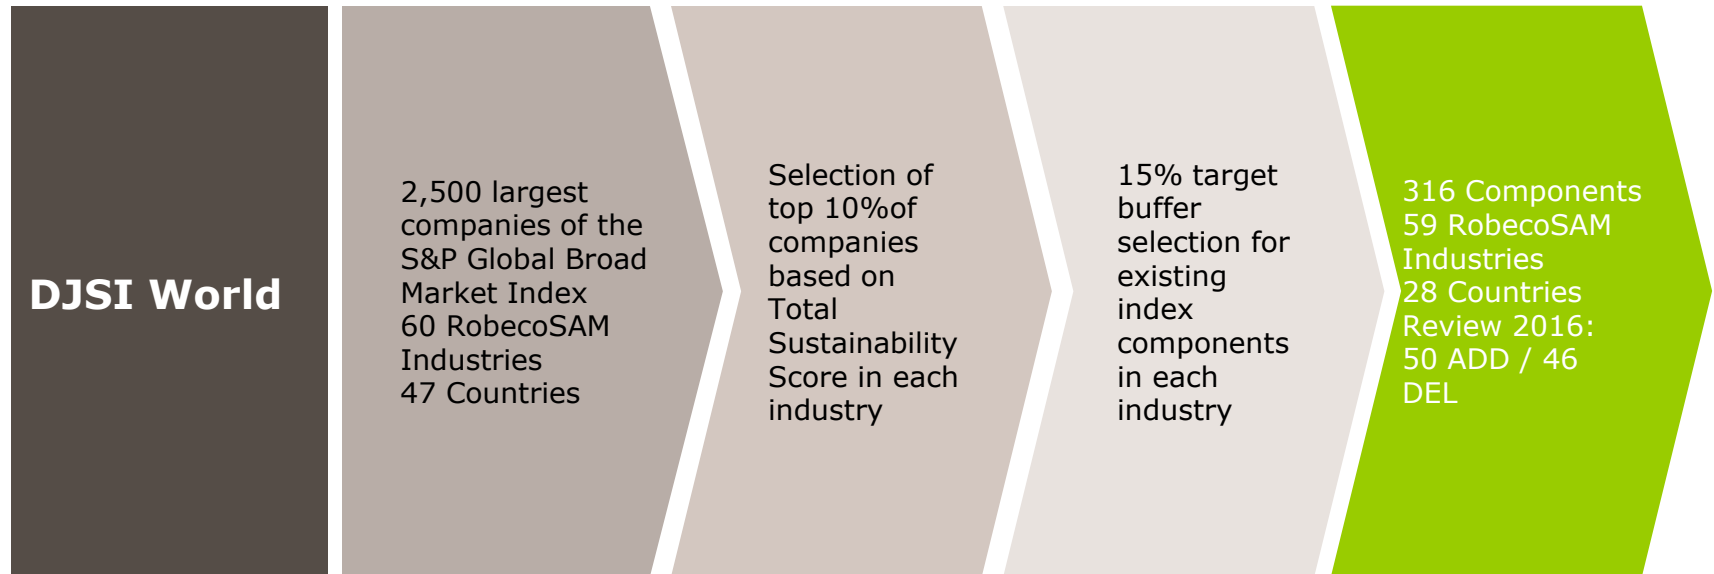 DJSI World
2,500 largest
companies of the
S&P Global Broad
Market Index
60 RobecoSAM
Industries
47 Countries
Selection of
top 10%of
companies
based on
Total
Sustainability
Score in each
industry
15% target
buffer
selection for
existing
index
components
in each
industry
316 Components
59 RobecoSAM
Industries
28 Countries
Review 2016:
50 ADD / 46
DEL